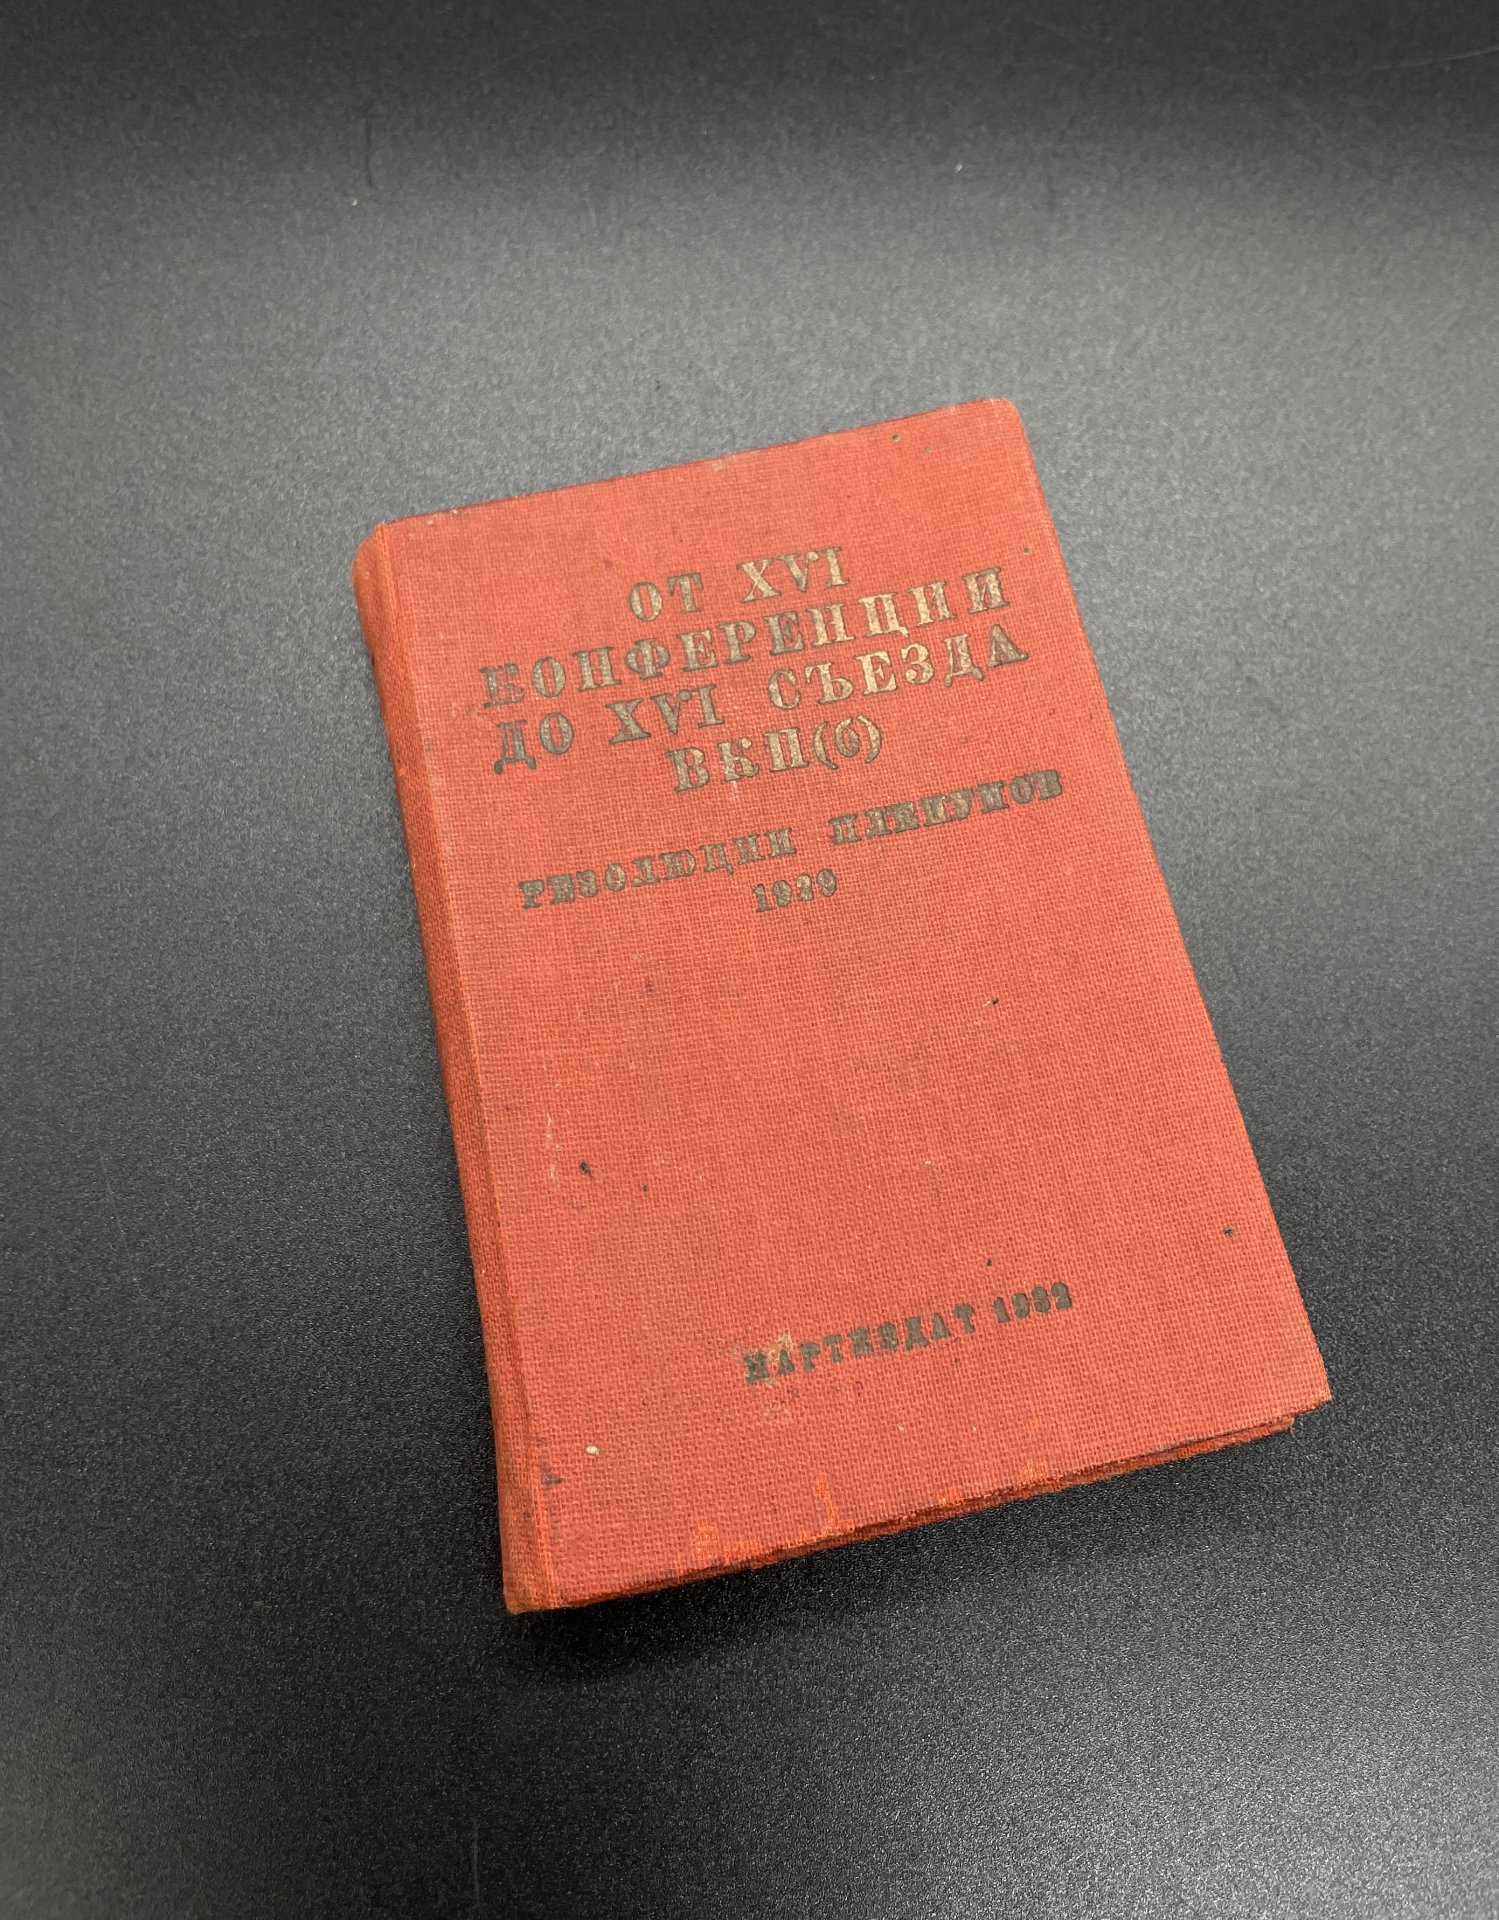 ОТ XVI
КОНФЕРЕНЦИИ
ДО XVI СЪЕЗДА
ВКП(б)
РЕЗОЛЮЦИИ ПЛЕНУМОВ
1929
ПАРТИЗДАТ 1932